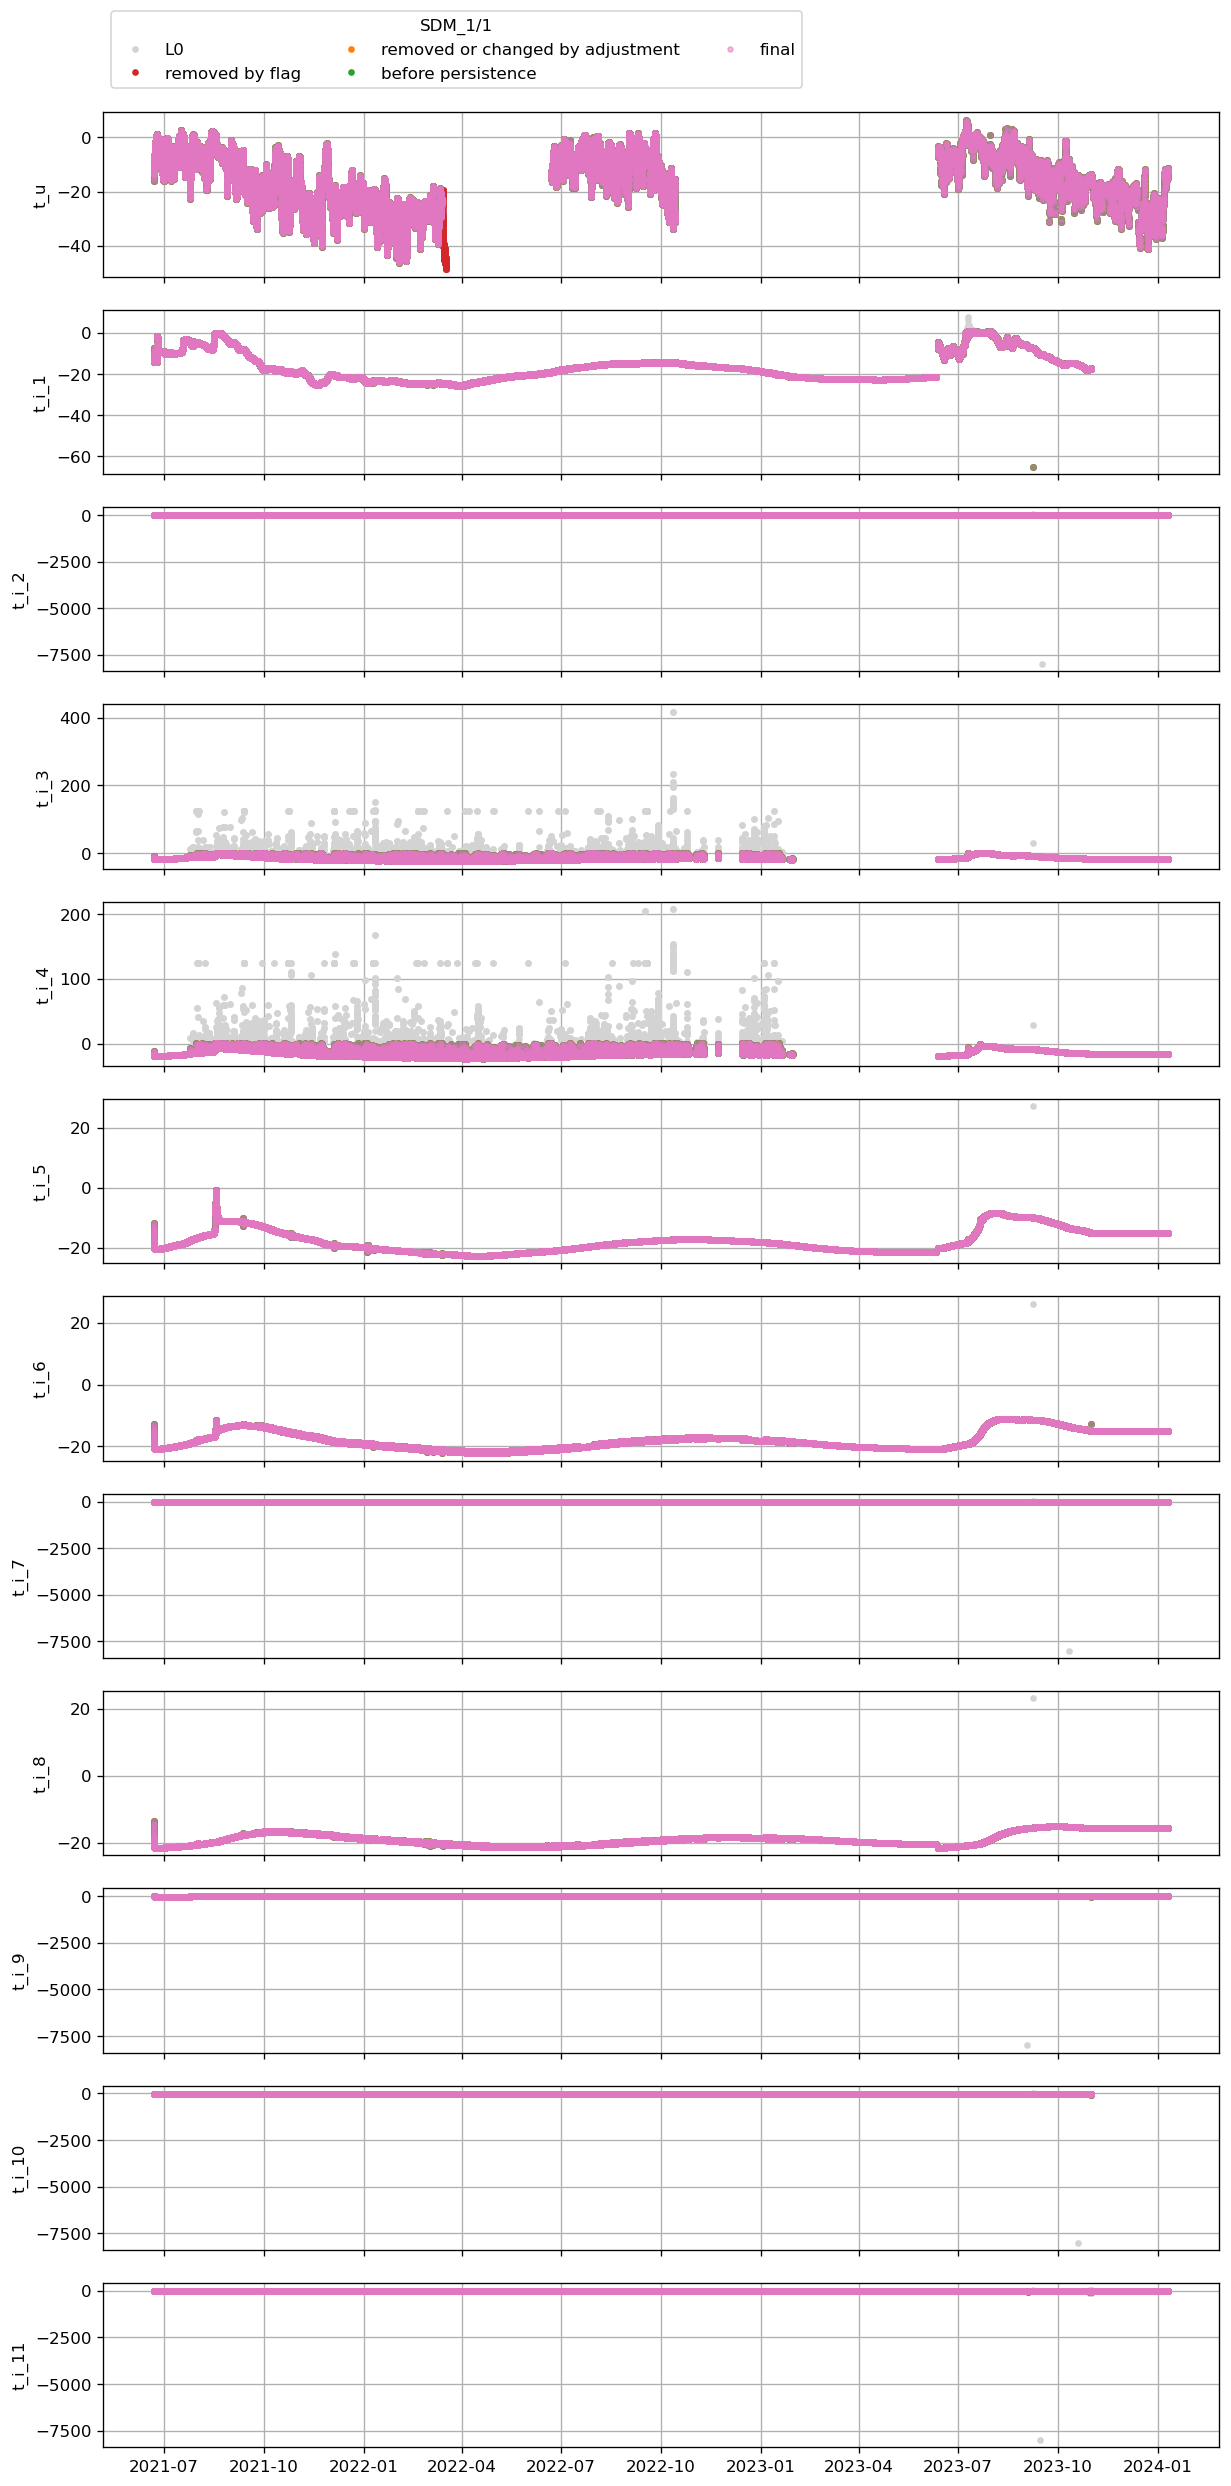 SDM_1/1
L0
removed or changed by adjustment
final
removed by flag
before persistence
0
−20
−40
t_u
0
−20
−40
−60
t_i_1
0
−2500
−5000
−7500
t_i_2
400
200
0
t_i_3
200
100
0
t_i_4
20
0
−20
t_i_5
20
0
−20
t_i_6
0
−2500
−5000
−7500
t_i_7
20
0
−20
t_i_8
0
−2500
−5000
−7500
t_i_9
0
−2500
−5000
−7500
t_i_10
0
−2500
−5000
−7500
t_i_11
2021-07 2021-10 2022-01 2022-04 2022-07 2022-10 2023-01 2023-04 2023-07 2023-10 2024-01